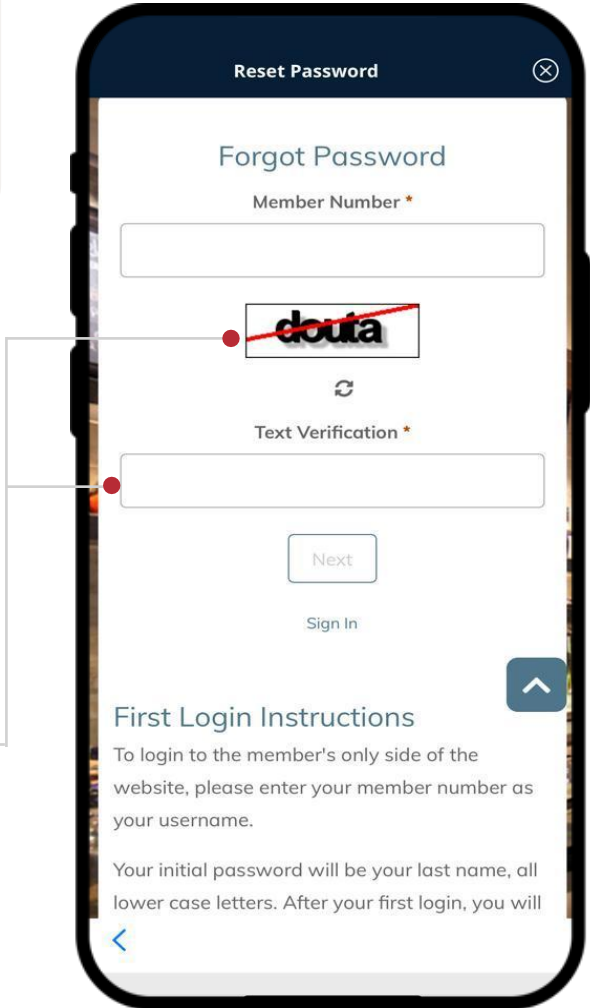 Reset Password
Forgot Password
Member Number *
douta
Text Verification *
Next
Sign In
First Login Instructions
To login to the member's only side of the
website, please enter your member number as
your username.
Your initial password will be your last name, all
lower case letters. After your first login, you will